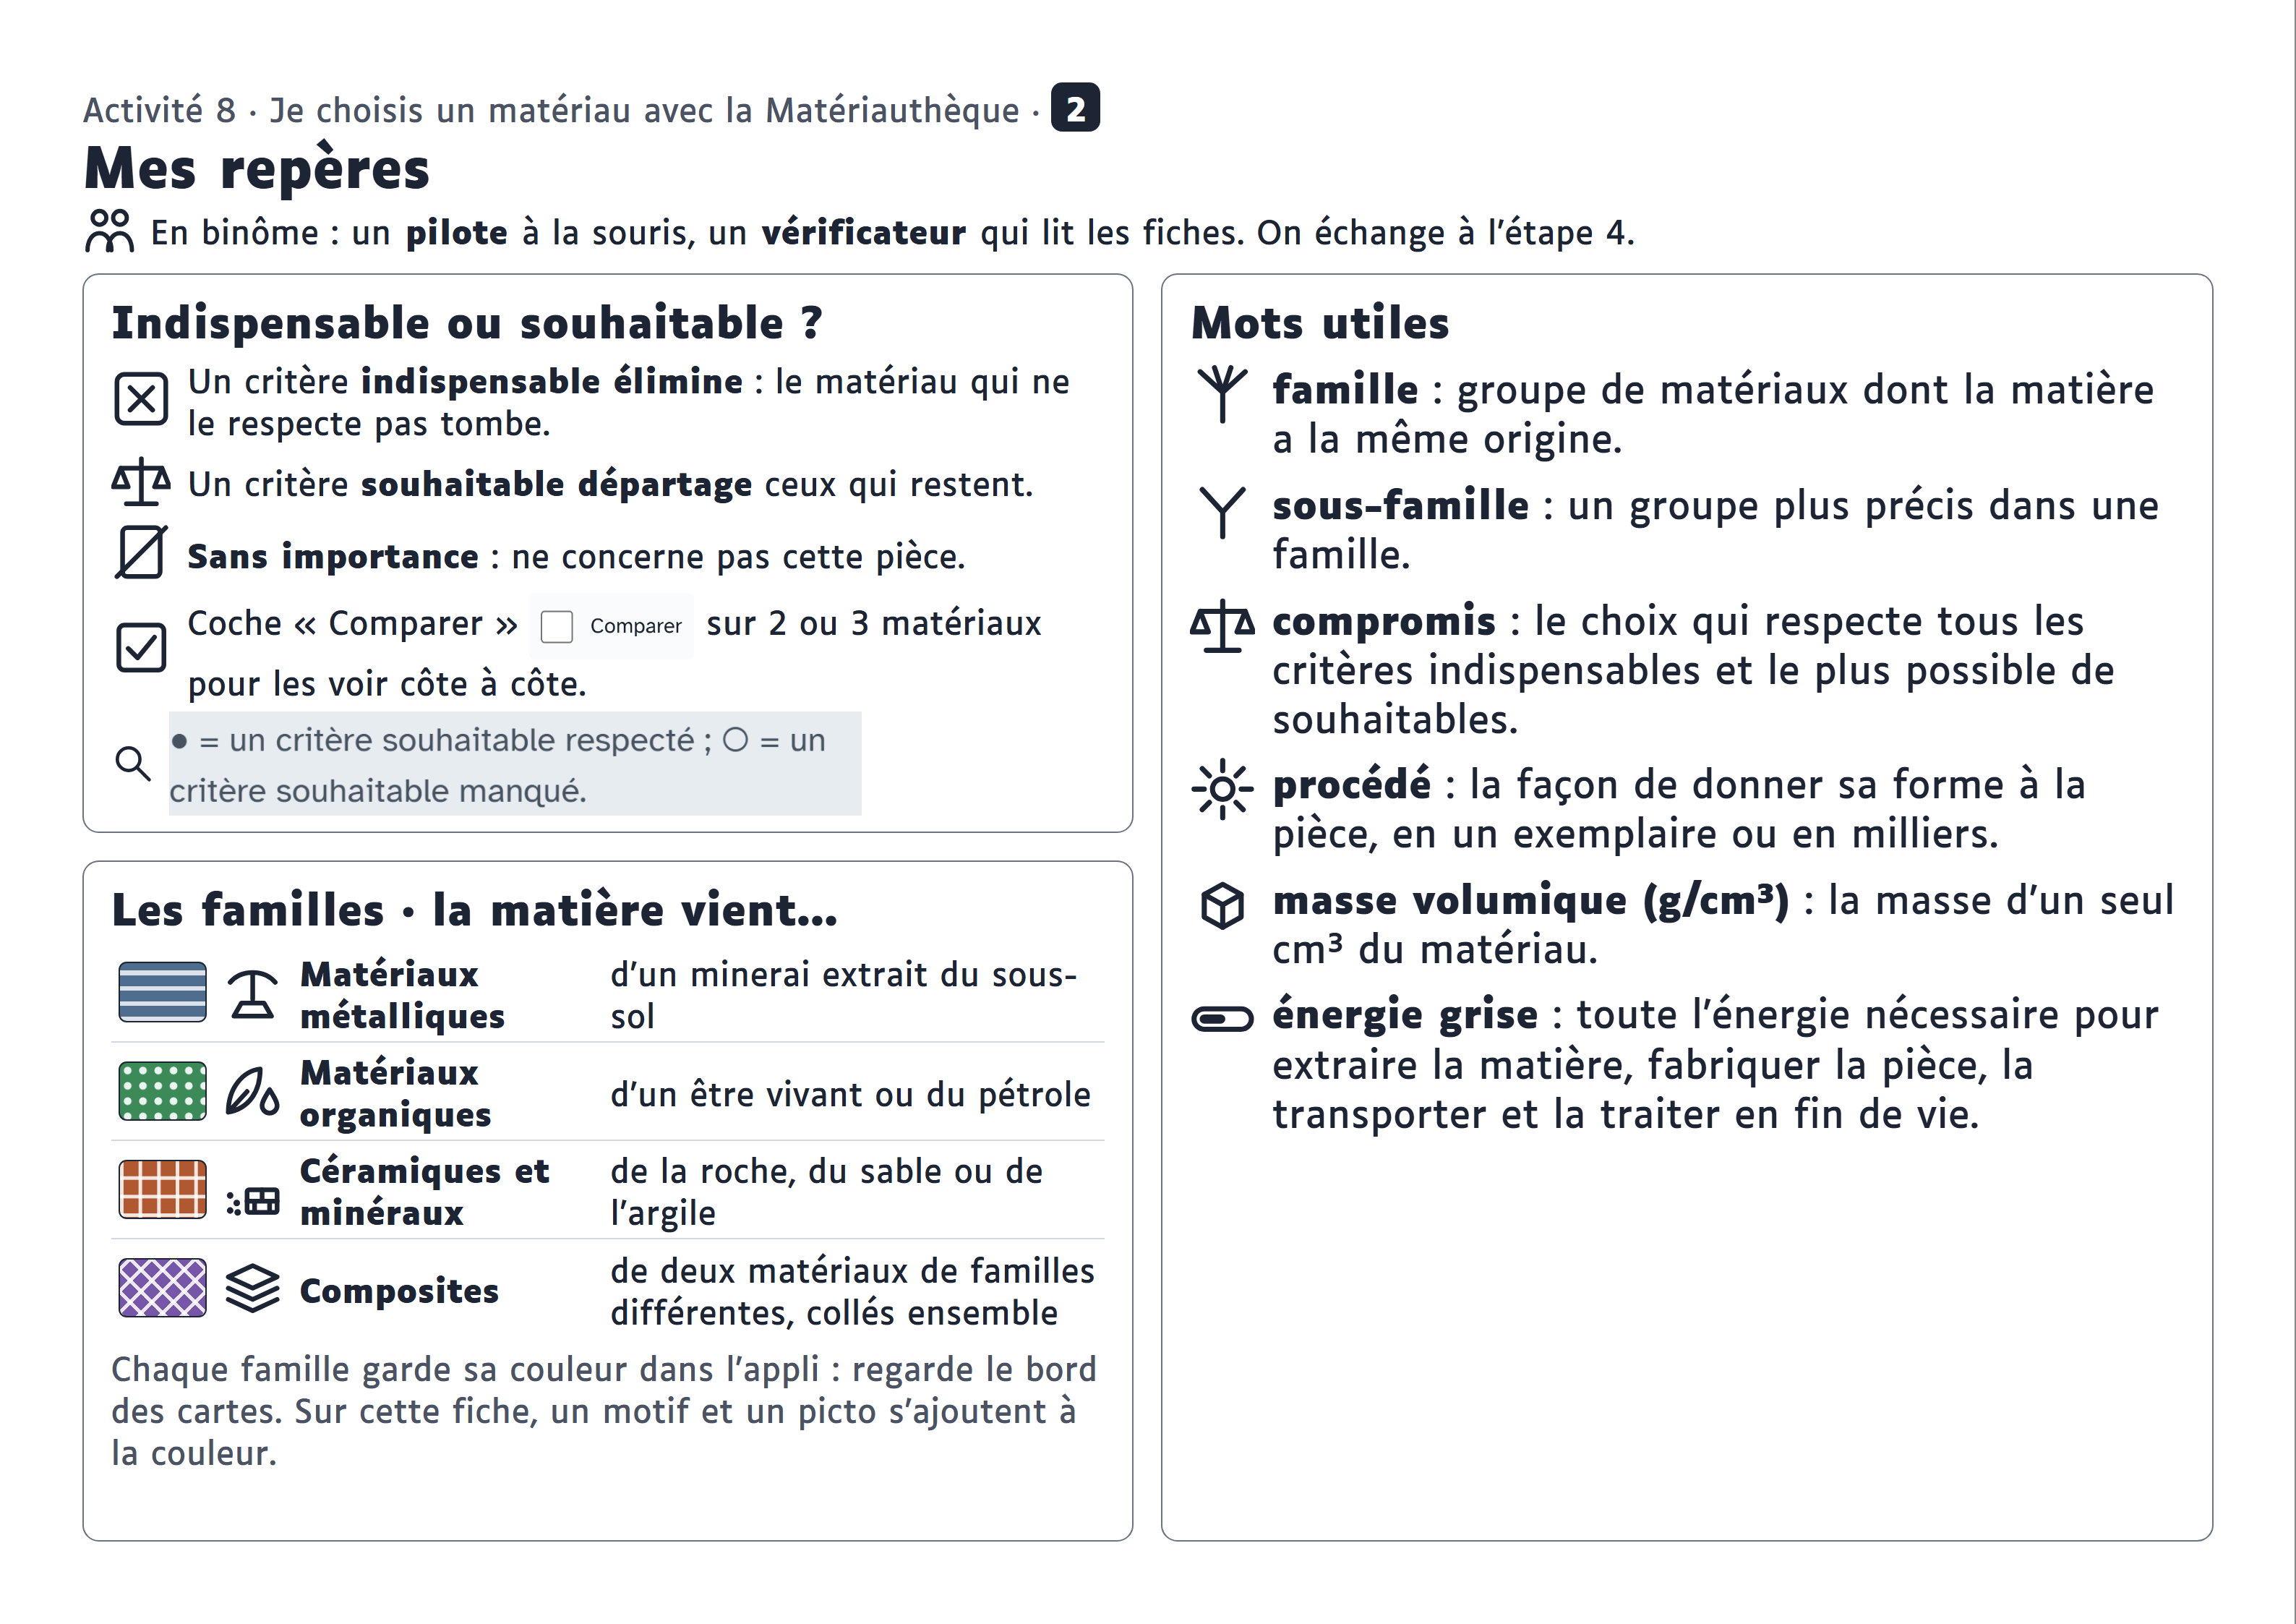 Activité 8 · Je choisis un matériau avec la Matériauthèque · 2
Mes repères
En binôme : un pilote à la souris, un vérificateur qui lit les fiches. On échange à l'étape 4.
Indispensable ou souhaitable ?
Un critère indispensable élimine : le matériau qui ne
le respecte pas tombe.
Un critère souhaitable départage ceux qui restent.
Sans importance : ne concerne pas cette pièce.
Coche « Comparer » Comparer sur 2 ou 3 matériaux
pour les voir côte à côte.
● = un critère souhaitable respecté ; ○ = un
critère souhaitable manqué.
Les familles · la matière vient...
Matériaux
métalliques
d'un minerai extrait du sous-
sol
Matériaux
organiques
d'un être vivant ou du pétrole
Céramiques et
minéraux
de la roche, du sable ou de
l'argile
Composites
de deux matériaux de familles
différentes, collés ensemble
Chaque famille garde sa couleur dans l'appli : regarde le bord
des cartes. Sur cette fiche, un motif et un picto s'ajoutent à
la couleur.
Mots utiles
famille : groupe de matériaux dont la matière
a la même origine.
sous-famille : un groupe plus précis dans une
famille.
compromis : le choix qui respecte tous les
critères indispensables et le plus possible de
souhaitables.
procédé : la façon de donner sa forme à la
pièce, en un exemplaire ou en milliers.
masse volumique (g/cm³) : la masse d'un seul
cm³ du matériau.
énergie grise : toute l'énergie nécessaire pour
extraire la matière, fabriquer la pièce, la
transporter et la traiter en fin de vie.